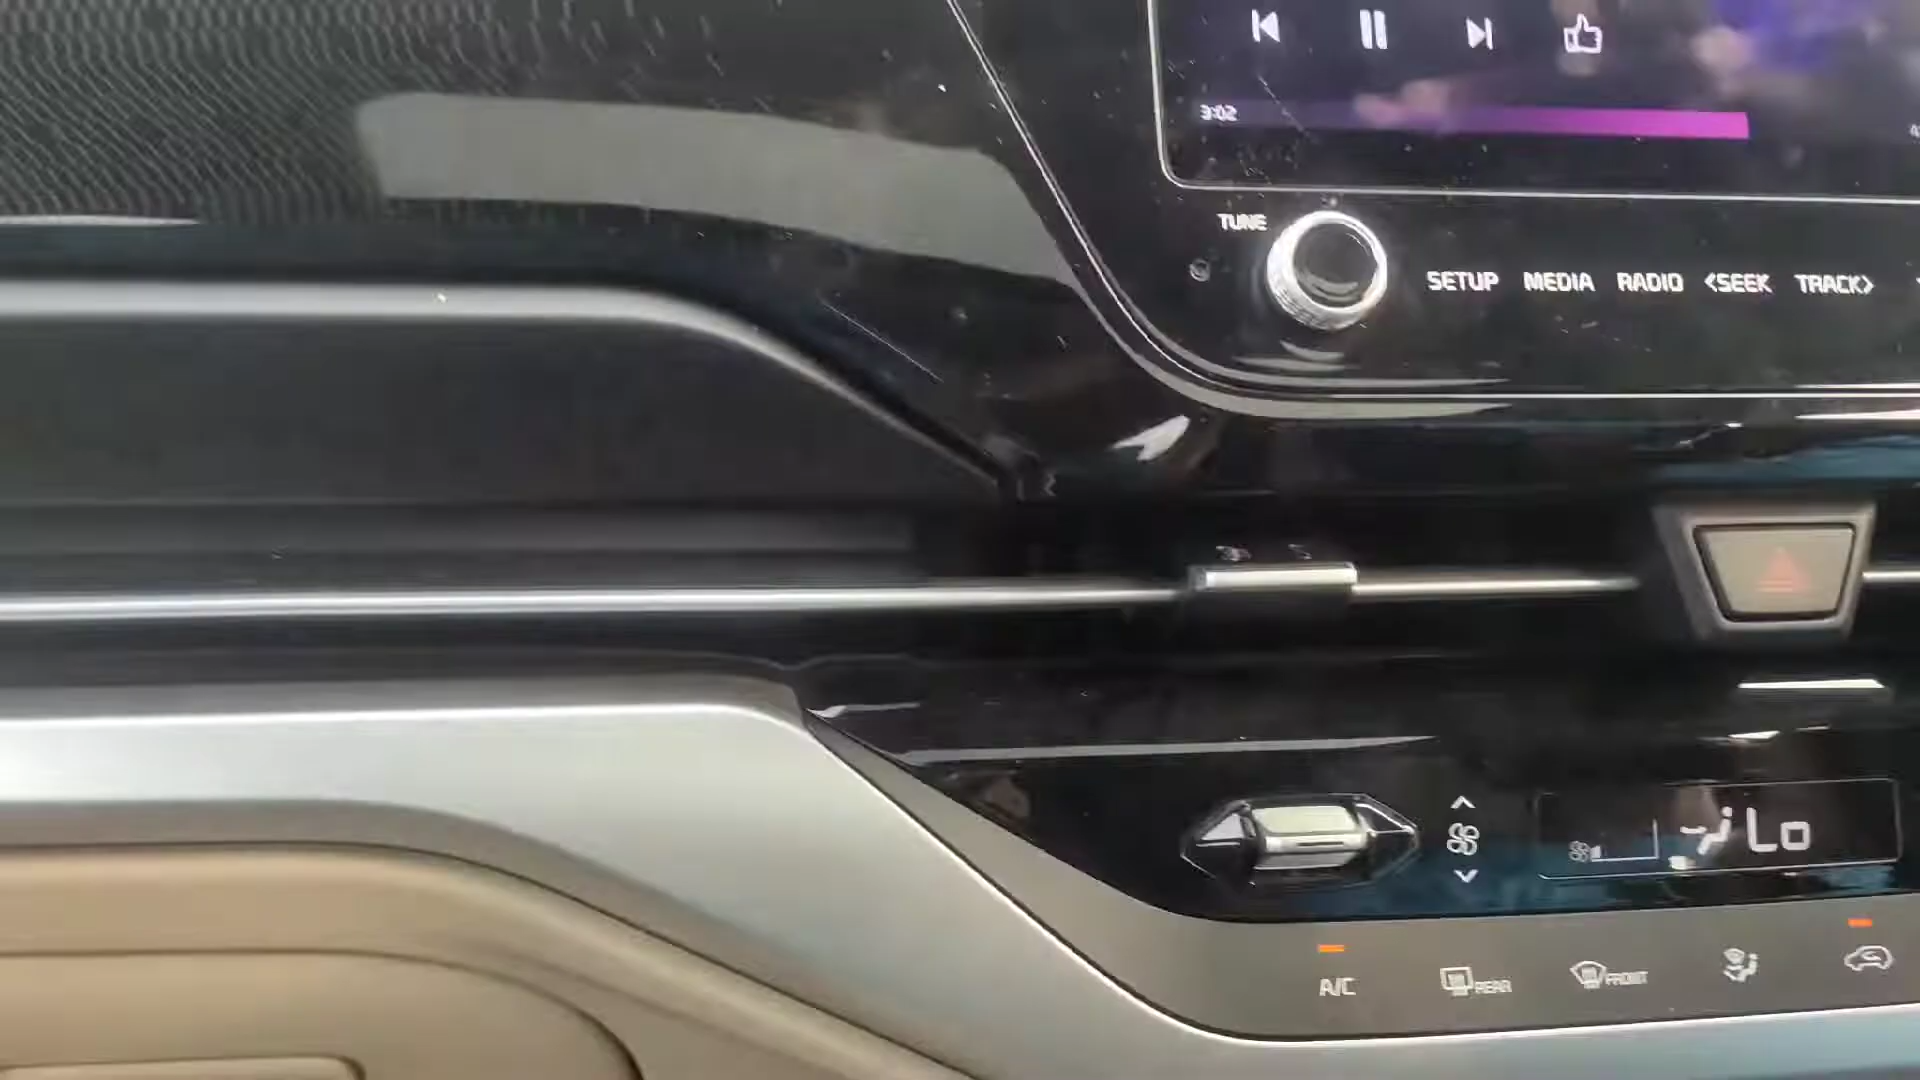 3:02
TUNE
SETUP MEDIA RADIO <SEEK TRACK>
Lo
A/C REAR FRONT